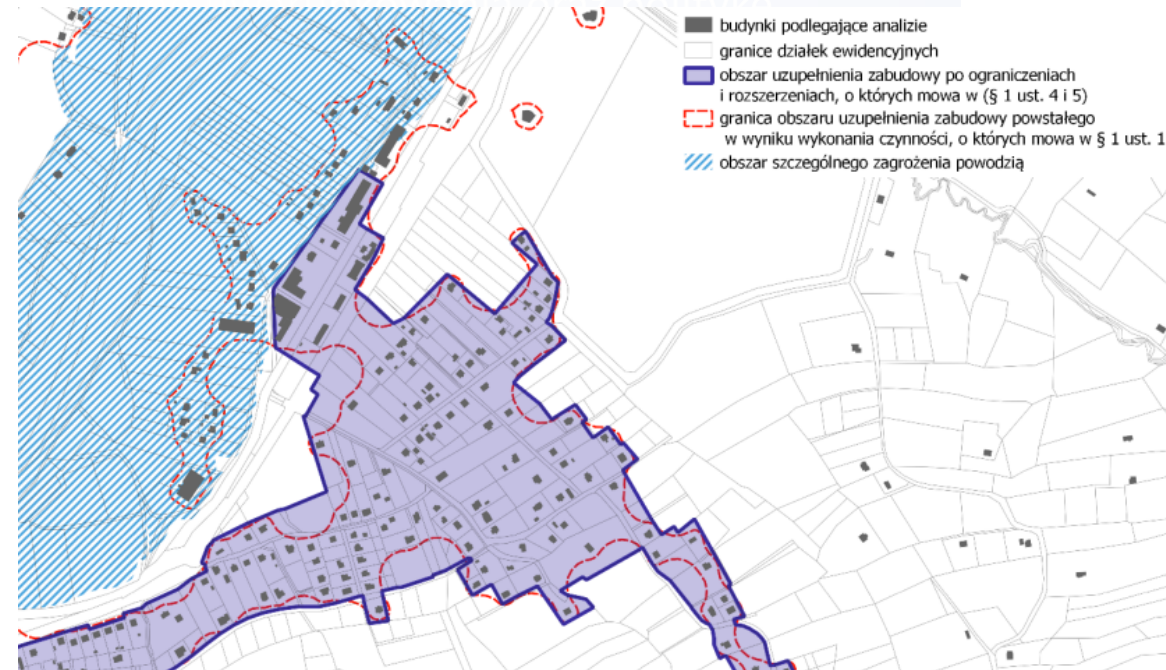 budynki podlegające analizie
granice działek ewidencyjnych
obszar uzupełnienia zabudowy po ograniczeniach
i rozszerzeniach, o których mowa w (§ 1 ust. 4 i 5)
granica obszaru uzupełnienia zabudowy powstałego
w wyniku wykonania czynności, o których mowa w § 1 ust. 1
obszar szczególnego zagrożenia powodzią